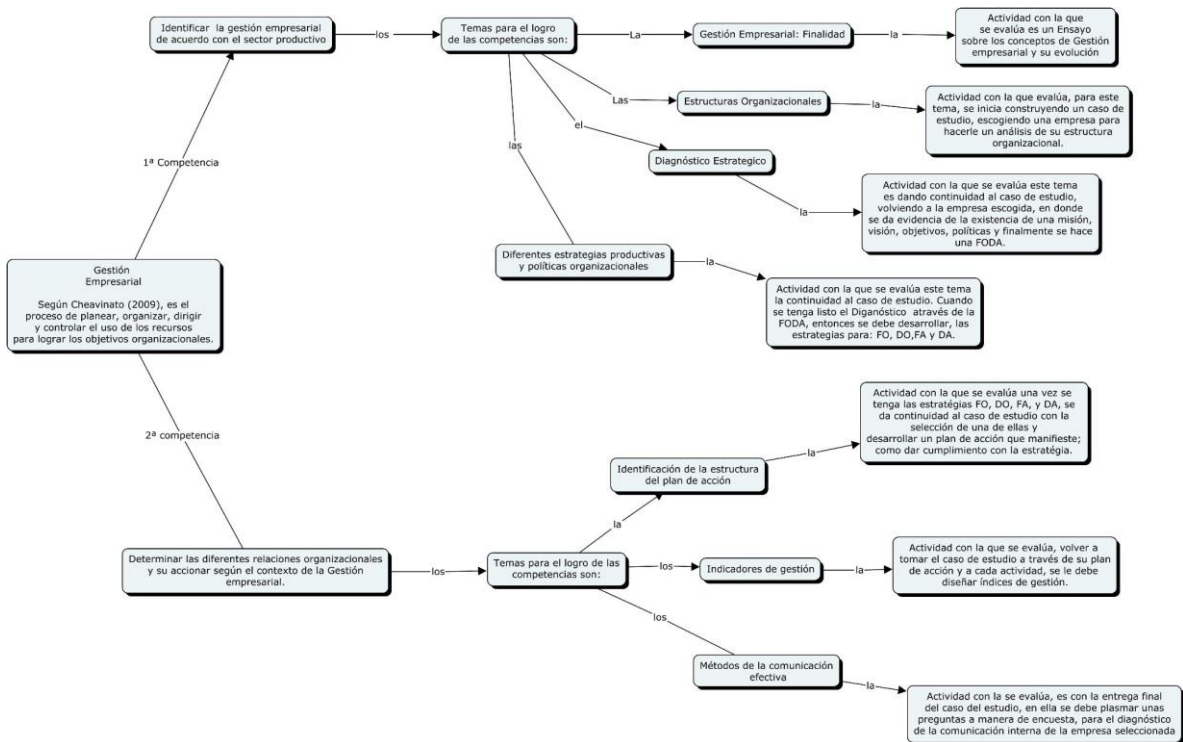 Identificar la gestión empresarial
de acuerdo con el sector productivo
los
Temas para el logro
de las competencias son:
La
Gestión Empresarial: Finalidad
la
Actividad con la que
se evalúa es un Ensayo
sobre los conceptos de Gestión
empresarial y su evolución
Las
Estructuras Organizacionales
la
Actividad con la que evalúa, para este
tema, se inicia construyendo un caso de
estudio, escogiendo una empresa para
hacerle un análisis de su estructura
organizacional.
el
Diagnóstico Estrategico
la
Actividad con la que se evalúa este tema
es dando continuidad al caso de estudio,
volviendo a la empresa escogida, en donde
se da evidencia de la existencia de una misión,
visión, objetivos, políticas y finalmente se hace
una FODA.
las
Diferentes estrategias productivas
y políticas organizacionales
la
Actividad con la que se evalúa este tema
la continuidad al caso de estudio. Cuando
se tenga listo el Diganóstico através de la
FODA, entonces se debe desarrollar, las
estrategias para: FO, DO,FA y DA.
1ª Competencia
Gestión
Empresarial
Según Cheavinato (2009), es el
proceso de planear, organizar, dirigir
y controlar el uso de los recursos
para lograr los objetivos organizacionales.
2ª competencia
Determinar las diferentes relaciones organizacionales
y su accionar según el contexto de la Gestión
empresarial.
los
Temas para el logro de las
competencias son:
la
Identificación de la estructura
del plan de acción
la
Actividad con la que se evalúa una vez se
tenga las estratégias FO, DO, FA, y DA, se
da continuidad al caso de estudio con la
selección de una de ellas y
desarrollar un plan de acción que manifieste;
como dar cumplimiento con la estratégia.
los
Indicadores de gestión
la
Actividad con la que se evalúa, volver a
tomar el caso de estudio a través de su plan
de acción y a cada actividad, se le debe
diseñar índices de gestión.
los
Métodos de la comunicación
efectiva
la
Actividad con la se evalúa, es con la entrega final
del caso del estudio, en ella se debe plasmar unas
preguntas a manera de encuesta, para el diagnóstico
de la comunicación interna de la empresa seleccionada